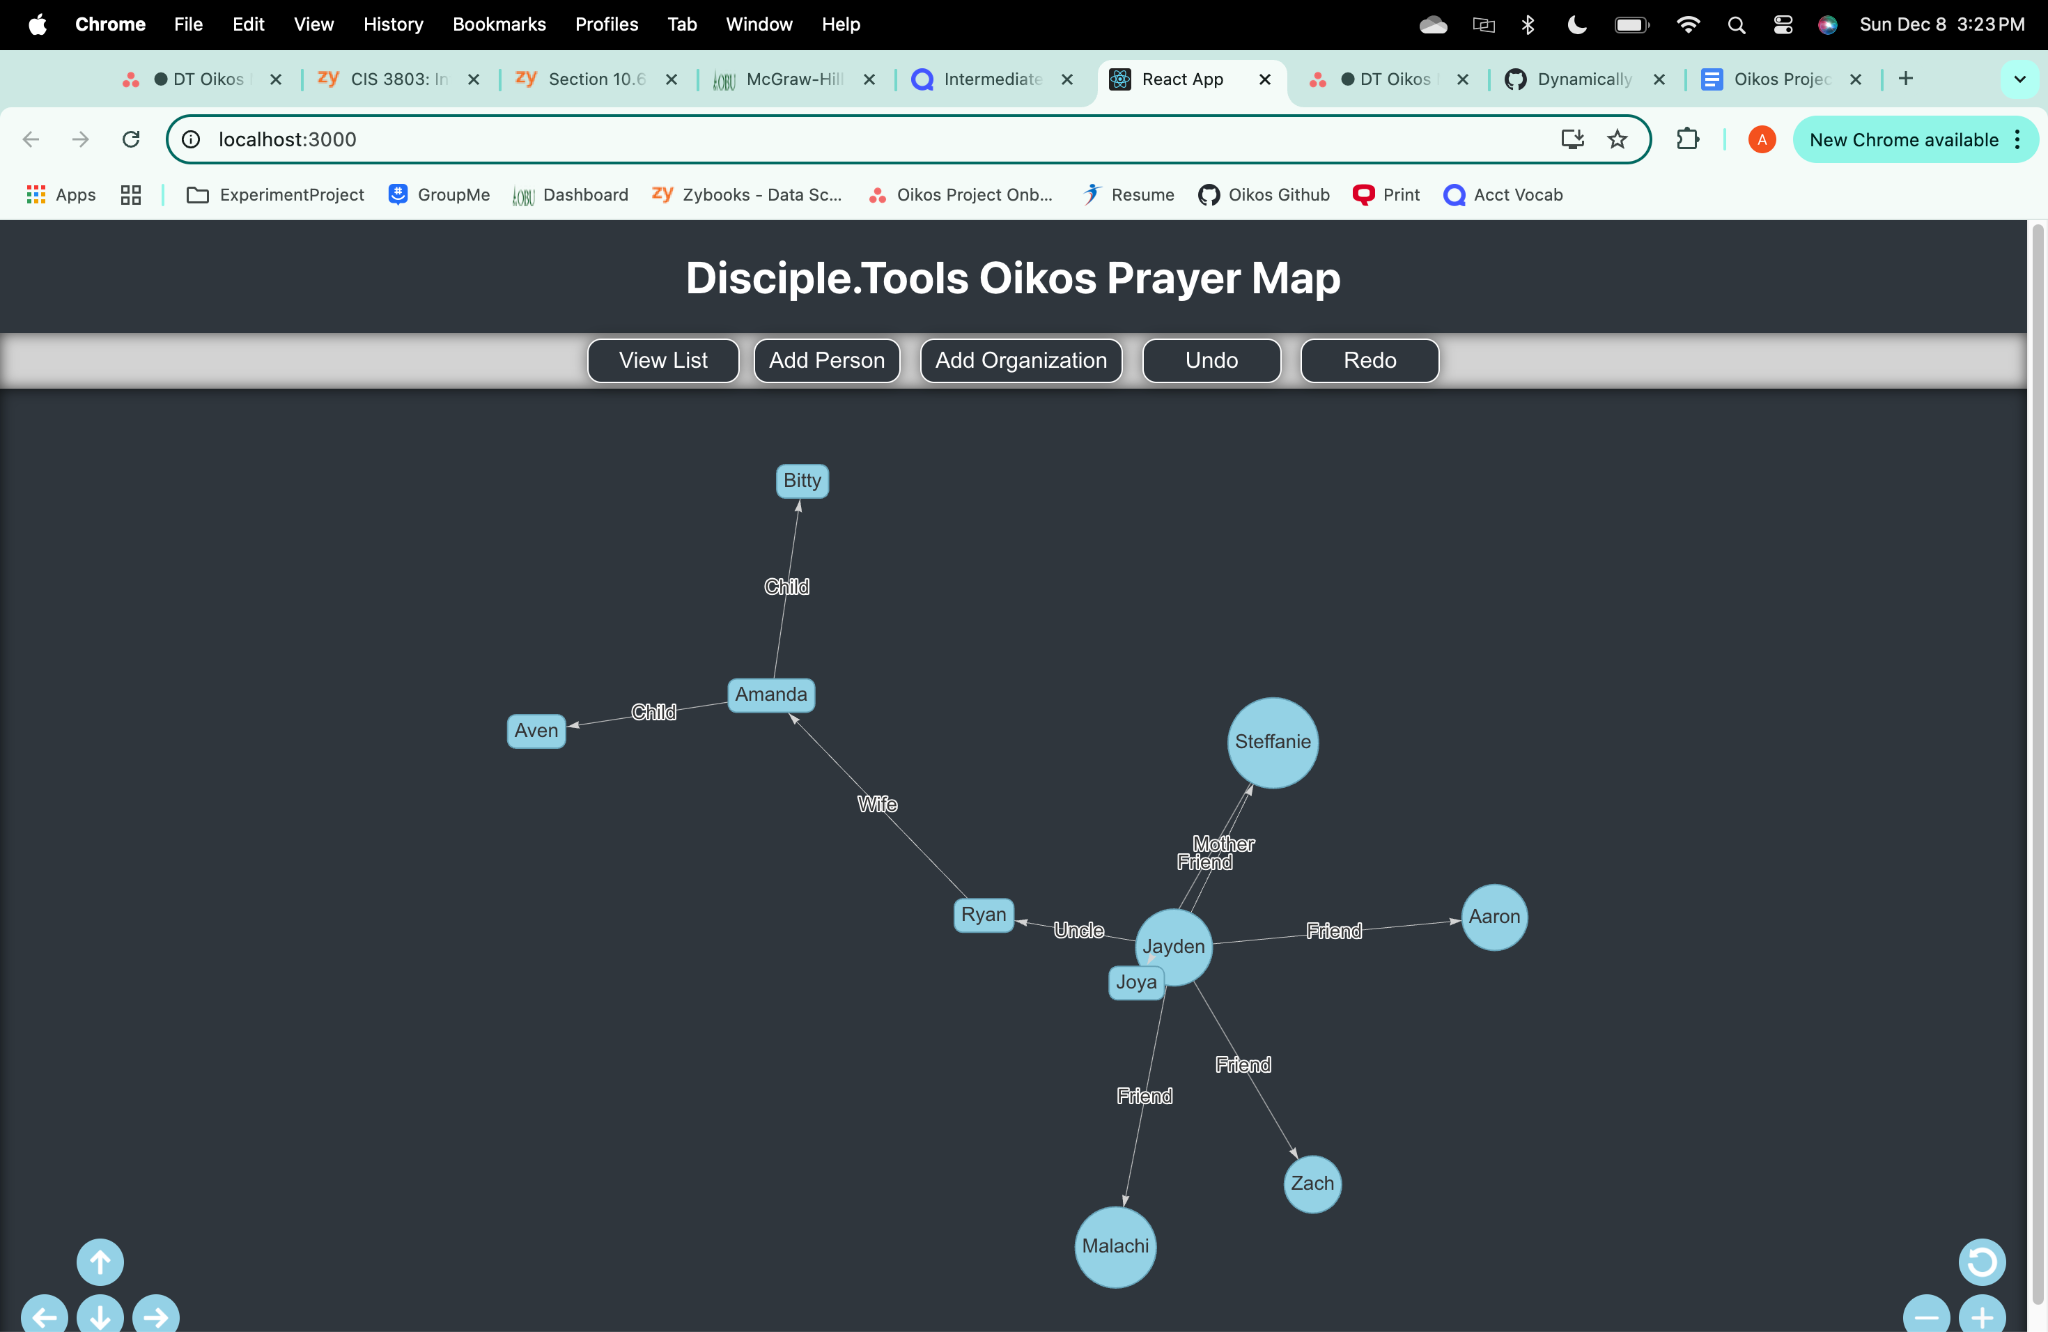 Chrome File Edit View History Bookmarks Profiles Tab Window Help Sun Dec 8 3:23 PM
DT Oikos CIS 3803: In Section 10.6 McGraw-Hill Intermediate React App DT Oikos Dynamically Oikos Projec
localhost:3000 A New Chrome available
Apps ExperimentProject GroupMe OBU Dashboard zy Zybooks - Data Sc... Oikos Project Onb... Resume Oikos Github Print Acct Vocab
Disciple.Tools Oikos Prayer Map
View List Add Person Add Organization Undo Redo
Bitty
Child
Amanda
Child
Aven
Steffanie
Wife
Mother
Friend
Ryan
Uncle
Jayden
Friend
Aaron
Joya
Friend
Friend
Zach
Malachi